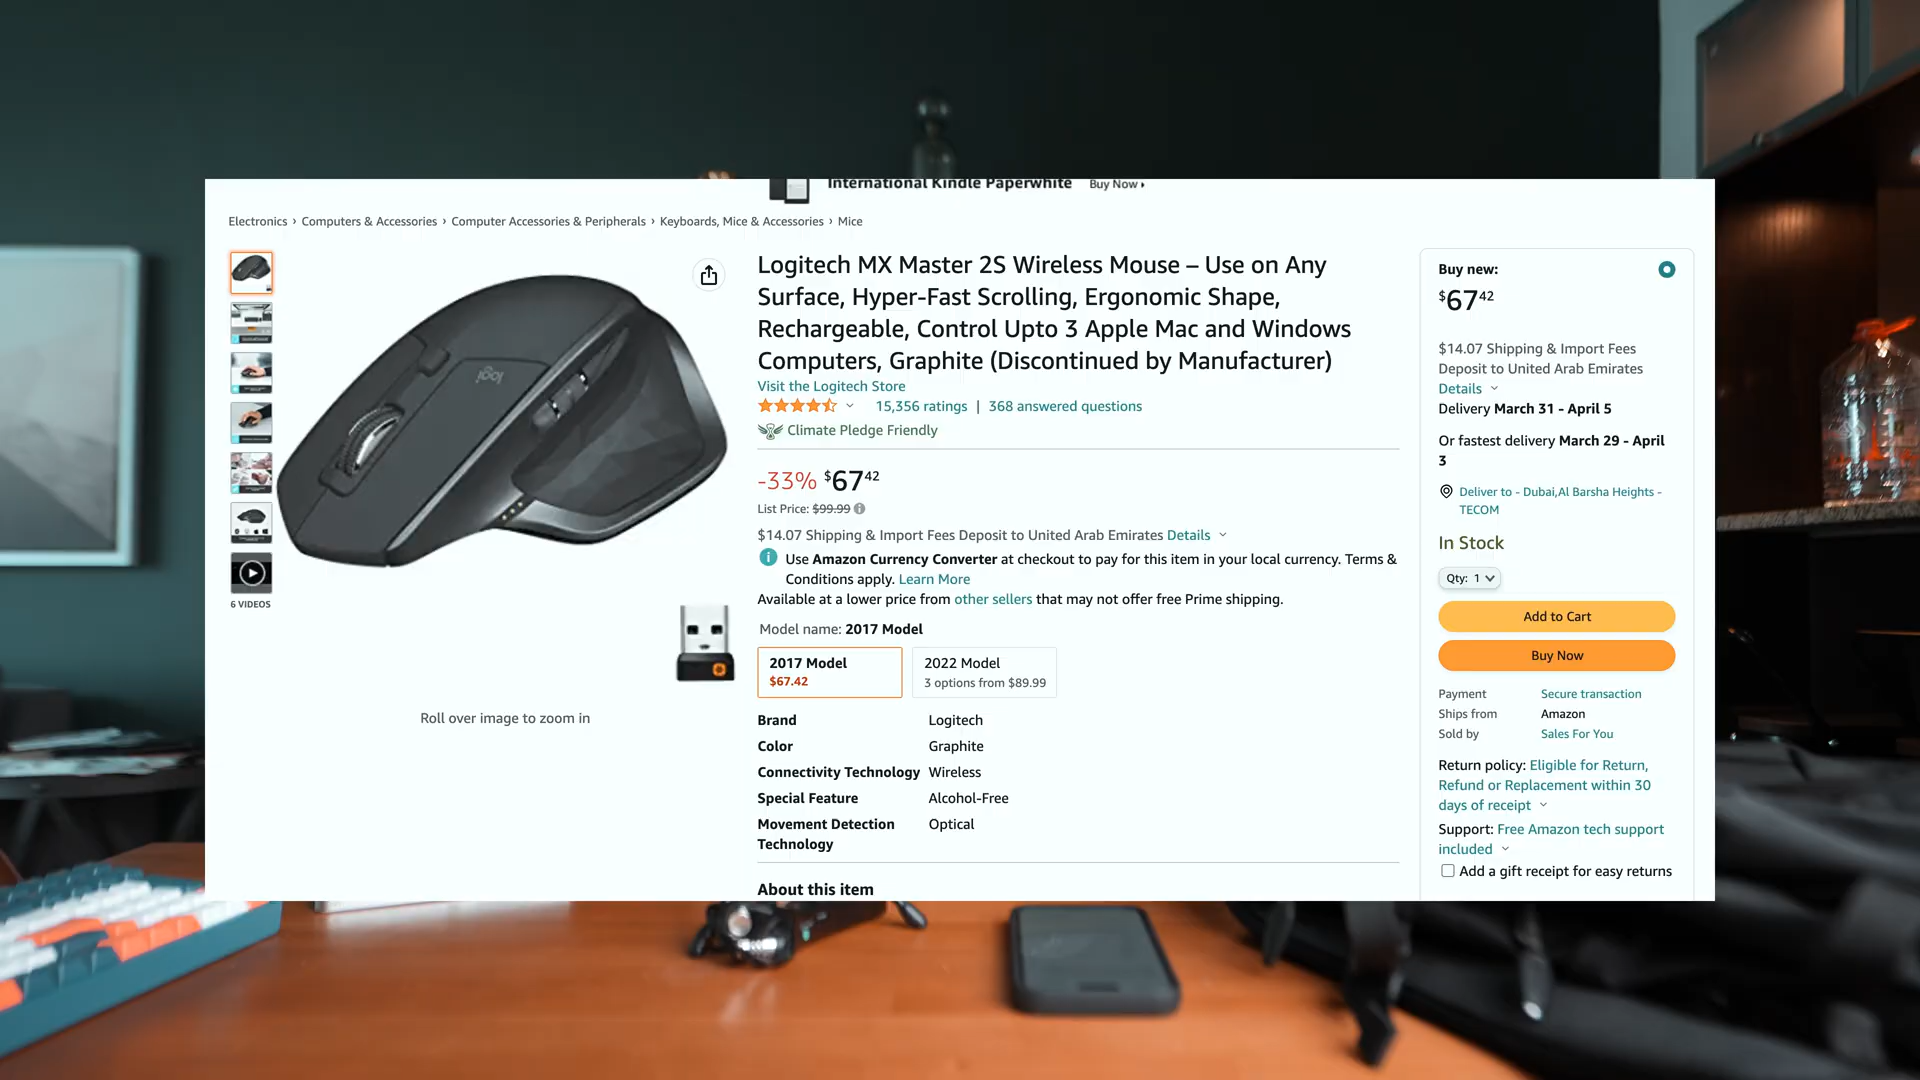 International Kindle Paperwhite Buy Now
Electronics › Computers & Accessories › Computer Accessories & Peripherals › Keyboards, Mice & Accessories › Mice
logi
6 VIDEOS
Roll over image to zoom in
Logitech MX Master 2S Wireless Mouse – Use on Any
Surface, Hyper-Fast Scrolling, Ergonomic Shape,
Rechargeable, Control Upto 3 Apple Mac and Windows
Computers, Graphite (Discontinued by Manufacturer)
Visit the Logitech Store
15,356 ratings | 368 answered questions
Climate Pledge Friendly
-33% $67 42
List Price: $99.99
$14.07 Shipping & Import Fees Deposit to United Arab Emirates Details
Use Amazon Currency Converter at checkout to pay for this item in your local currency. Terms &
Conditions apply. Learn More
Available at a lower price from other sellers that may not offer free Prime shipping.
Model name: 2017 Model
2017 Model
$67.42
2022 Model
3 options from $89.99
Brand Logitech
Color Graphite
Connectivity Technology Wireless
Special Feature Alcohol-Free
Movement Detection Optical
Technology
About this item
Buy new:
$67 42
$14.07 Shipping & Import Fees
Deposit to United Arab Emirates
Details
Delivery March 31 - April 5
Or fastest delivery March 29 - April
3
Deliver to - Dubai,Al Barsha Heights -
TECOM
In Stock
Qty: 1
Add to Cart
Buy Now
Payment Secure transaction
Ships from Amazon
Sold by Sales For You
Return policy: Eligible for Return,
Refund or Replacement within 30
days of receipt
Support: Free Amazon tech support
included
Add a gift receipt for easy returns